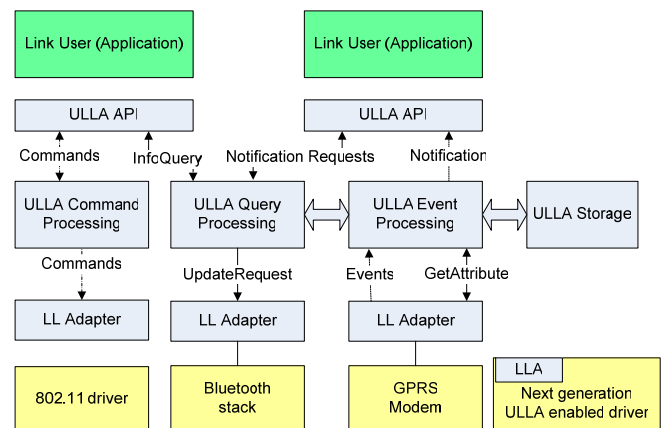 Link User (Application)
Link User (Application)
ULLA API
ULLA API
Commands
InfoQuery
Notification Requests
Notification
ULLA Command
Processing
ULLA Query
Processing
ULLA Event
Processing
ULLA Storage
Commands
UpdateRequest
Events
GetAttribute
LL Adapter
LL Adapter
LL Adapter
802.11 driver
Bluetooth
stack
GPRS
Modem
LLA
Next generation
ULLA enabled driver